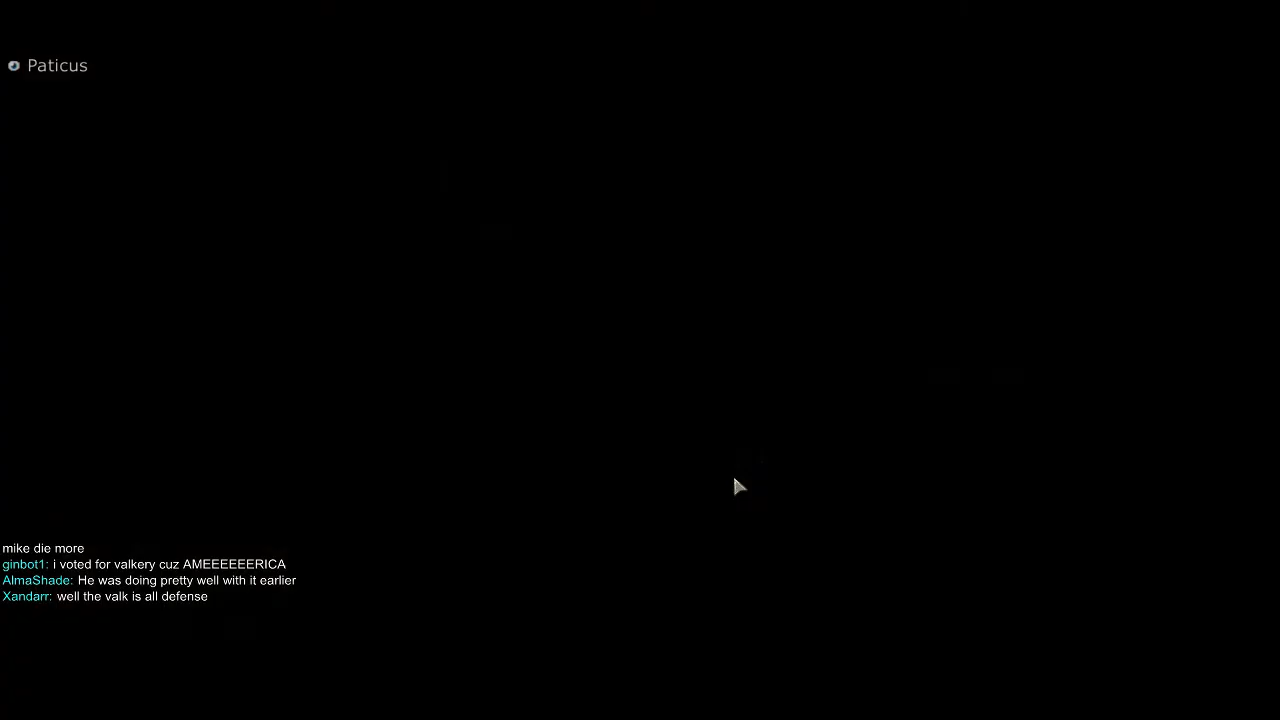 Paticus
mike die more
ginbot1: i voted for valkery cuz AMEEEEEERICA
AlmaShade: He was doing pretty well with it earlier
Xandarr: well the valk is all defense